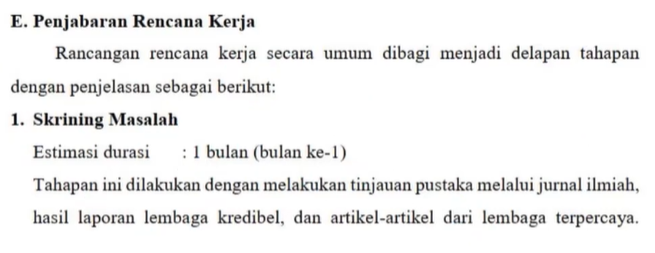 E. Penjabaran Rencana Kerja
Rancangan rencana kerja secara umum dibagi menjadi delapan tahapan
dengan penjelasan sebagai berikut:
1. Skrining Masalah
Estimasi durasi : 1 bulan (bulan ke-1)
Tahapan ini dilakukan dengan melakukan tinjauan pustaka melalui jurnal ilmiah,
hasil laporan lembaga kredibel, dan artikel-artikel dari lembaga terpercaya.